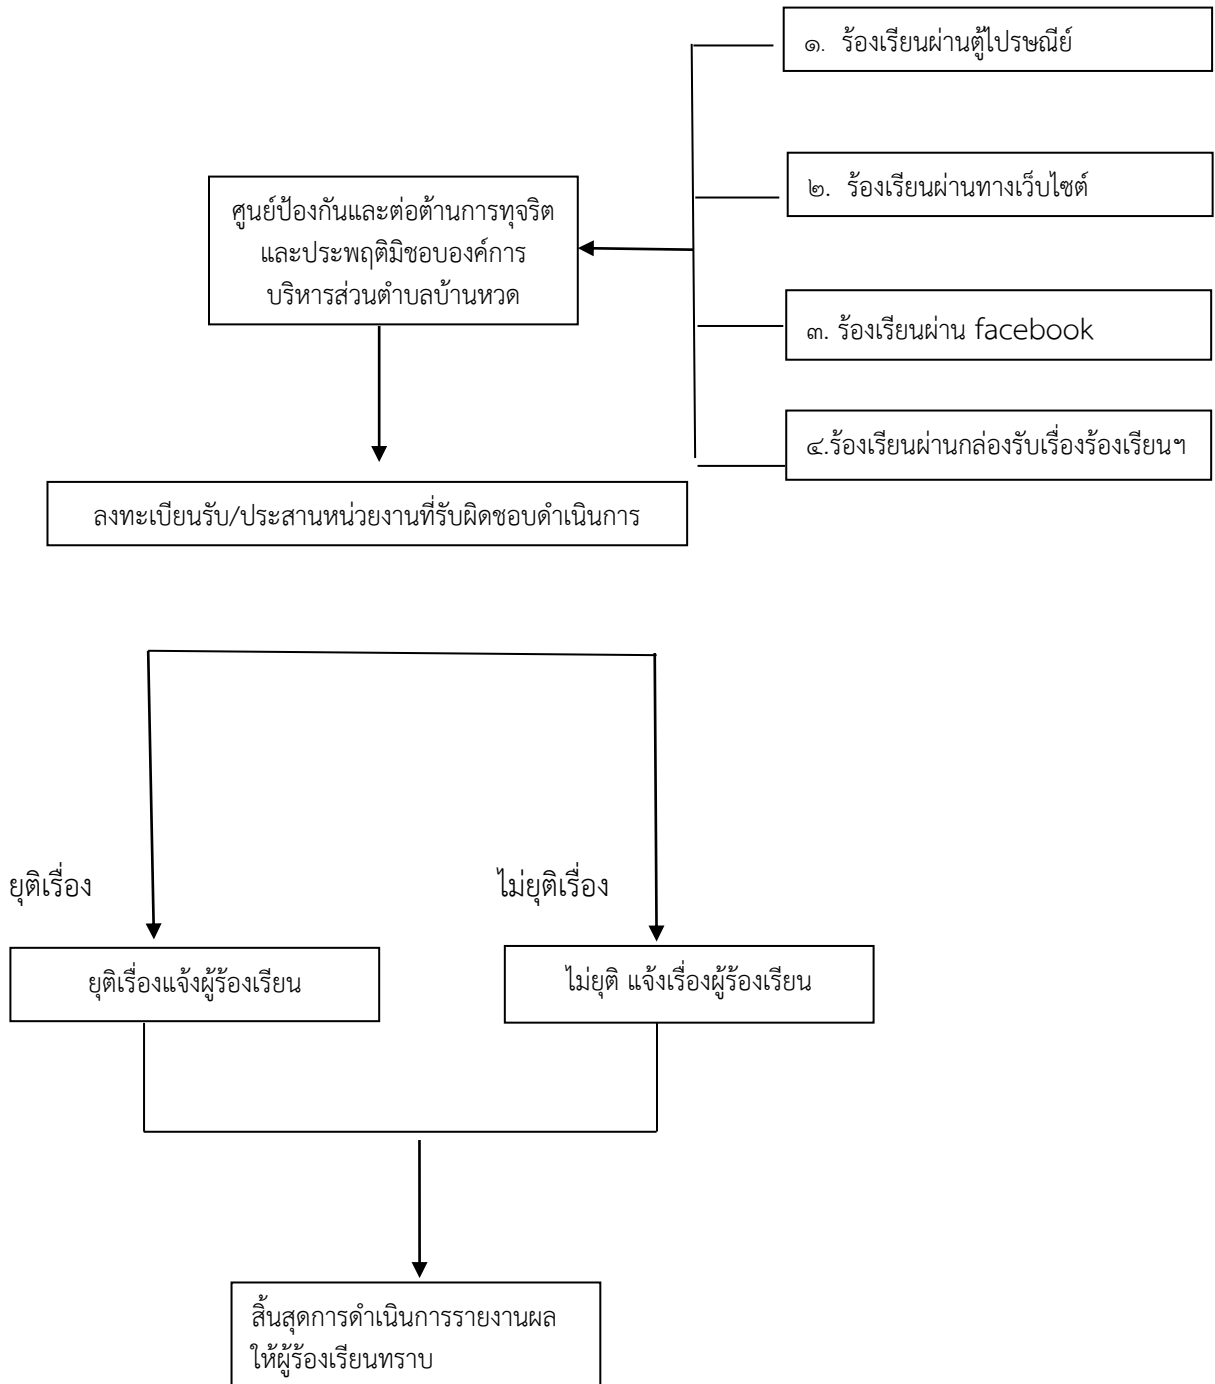 ๑. ร้องเรียนผ่านตู้ไปรษณีย์
๒. ร้องเรียนผ่านทางเว็บไซต์
ศูนย์ป้องกันและต่อต้านการทุจริต
และประพฤติมิชอบองค์การ
บริหารส่วนตำบลบ้านหวด
๓. ร้องเรียนผ่าน facebook
๔.ร้องเรียนผ่านกล่องรับเรื่องร้องเรียนฯ
ลงทะเบียนรับ/ประสานหน่วยงานที่รับผิดชอบดำเนินการ
ยุติเรื่อง
ไม่ยุติเรื่อง
ยุติเรื่องแจ้งผู้ร้องเรียน
ไม่ยุติ แจ้งเรื่องผู้ร้องเรียน
สิ้นสุดการดำเนินการรายงานผล
ให้ผู้ร้องเรียนทราบ